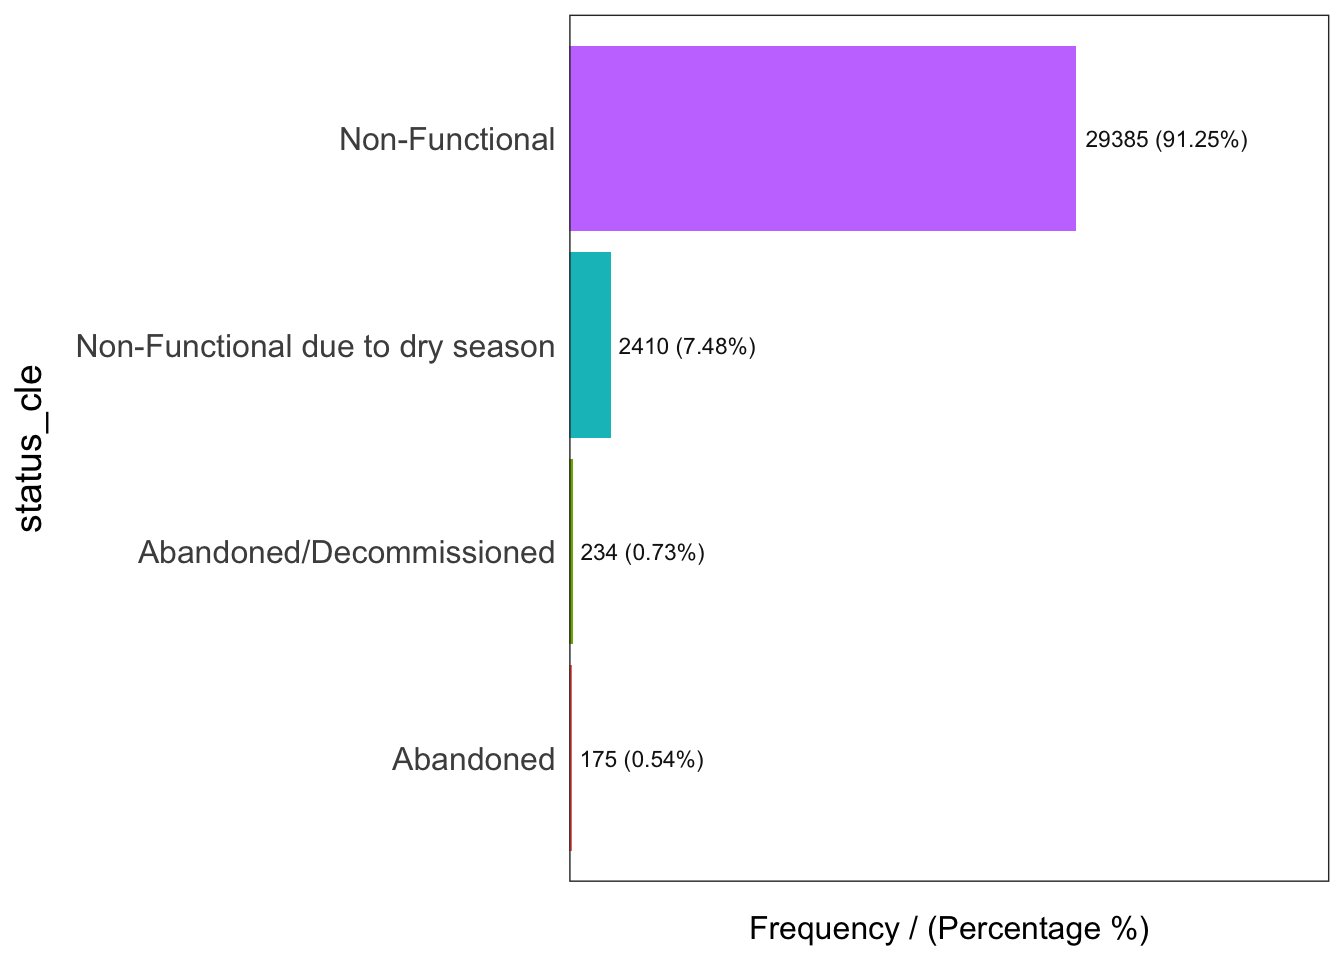 status_cle
Non-Functional
29385 (91.25%)
Non-Functional due to dry season
2410 (7.48%)
Abandoned/Decommissioned
234 (0.73%)
Abandoned
175 (0.54%)
Frequency / (Percentage %)